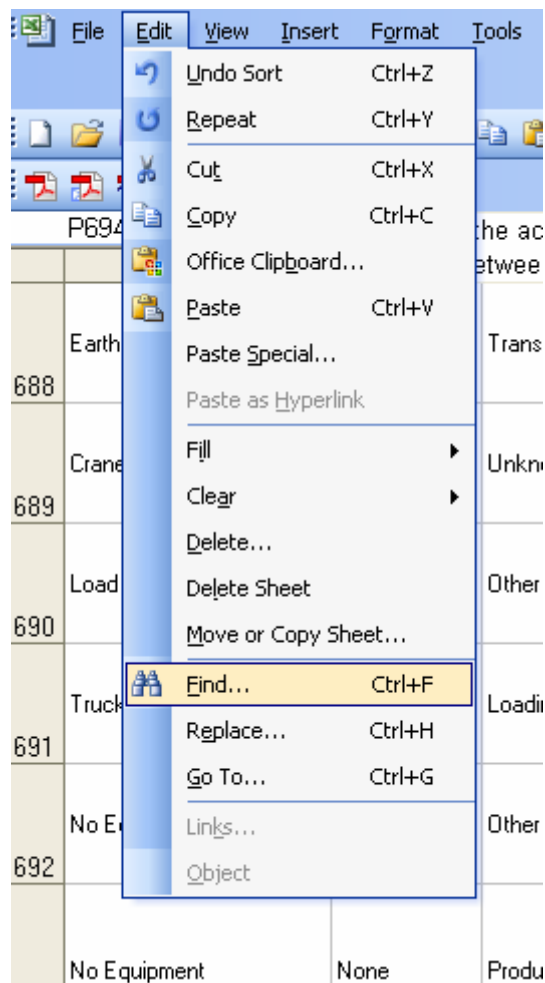 File Edit View Insert Format Tools
Undo Sort Ctrl+Z
Repeat Ctrl+Y
Cut Ctrl+X
P694 Copy Ctrl+C the ac
Office Clipboard... etwee
Paste Ctrl+V
Earth Paste Special... Trans
688 Paste as Hyperlink
Crane Fill Unkn
689 Clear
Delete...
Load Delete Sheet Other
690 Move or Copy Sheet...
Find... Ctrl+F
Truck Loadi
691 Replace... Ctrl+H
Go To... Ctrl+G
No E Links... Other
692 Object
No Equipment None Produ